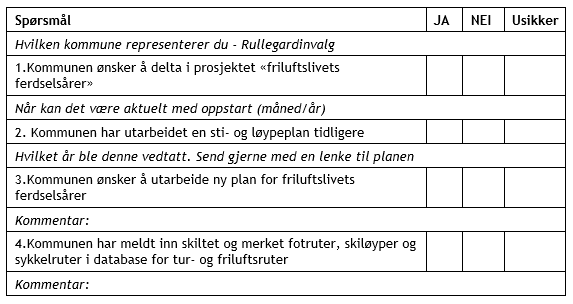 Spørsmål JA NEI Usikker
Hvilken kommune representerer du - Rullegardinvalg
1.Kommunen ønsker å delta i prosjektet «friluftslivets
ferdselsårer»
Når kan det være aktuelt med oppstart (måned/år)
2. Kommunen har utarbeidet en sti- og løypeplan tidligere
Hvilket år ble denne vedtatt. Send gjerne med en lenke til planen
3.Kommunen ønsker å utarbeide ny plan for friluftslivets
ferdselsårer
Kommentar:
4.Kommunen har meldt inn skiltet og merket fotruter, skiløyper og
sykkelruter i database for tur- og friluftsruter
Kommentar: